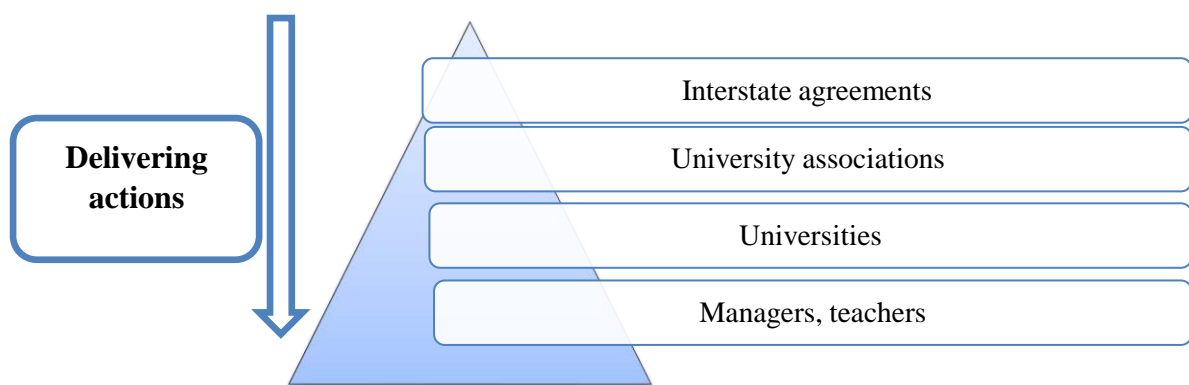 Delivering
actions
Interstate agreements
University associations
Universities
Managers, teachers